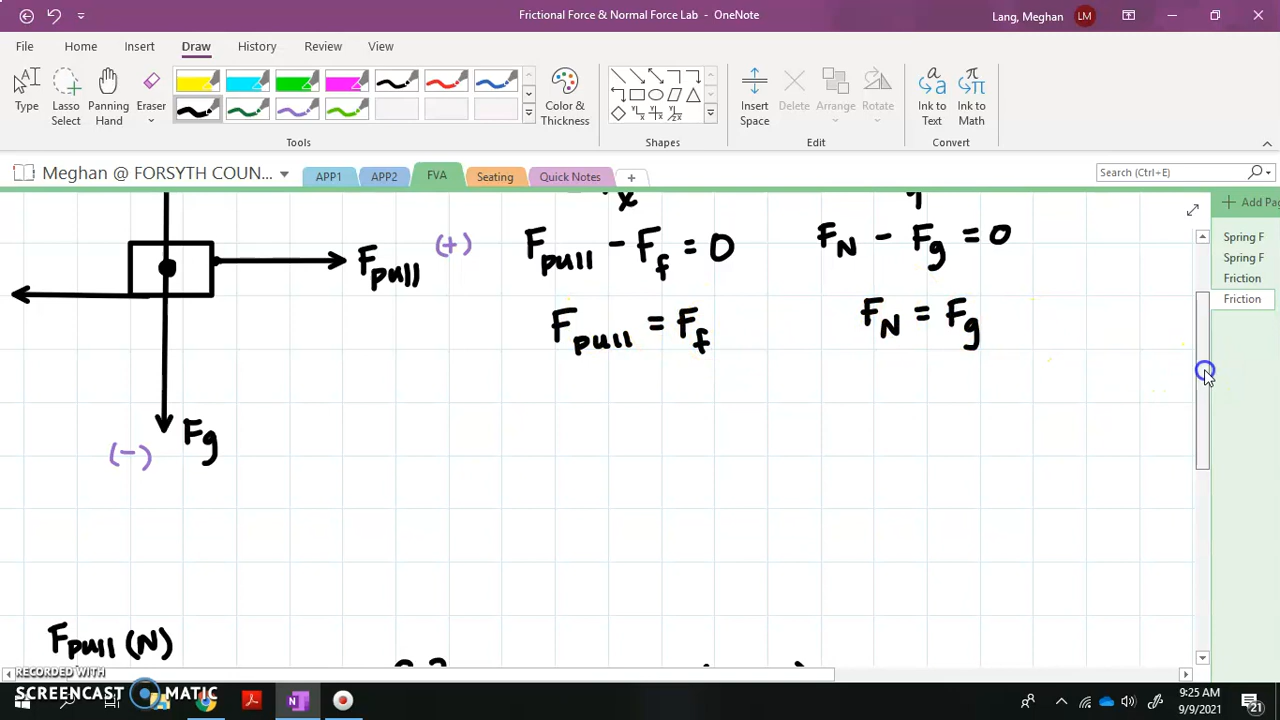 Frictional Force & Normal Force Lab - OneNote
Lang, Meghan LM
File Home Insert Draw History Review View
Type Lasso Select Panning Hand Eraser Color & Thickness Insert Space Delete Arrange Rotate Ink to Text Ink to Math
Tools Shapes Edit Convert
Meghan @ FORSYTH COUN... APP1 APP2 FVA Seating Quick Notes Search (Ctrl+E)
Add Pa
Spring F
Spring F
Friction
Friction
Fpull (+)
Fg
(-)
Fpull - Ff = 0
Fpull = Ff
FN - Fg = 0
FN = Fg
Fpull (N)
RECORDED WITH
SCREENCAST MATIC
9:25 AM
9/9/2021
21